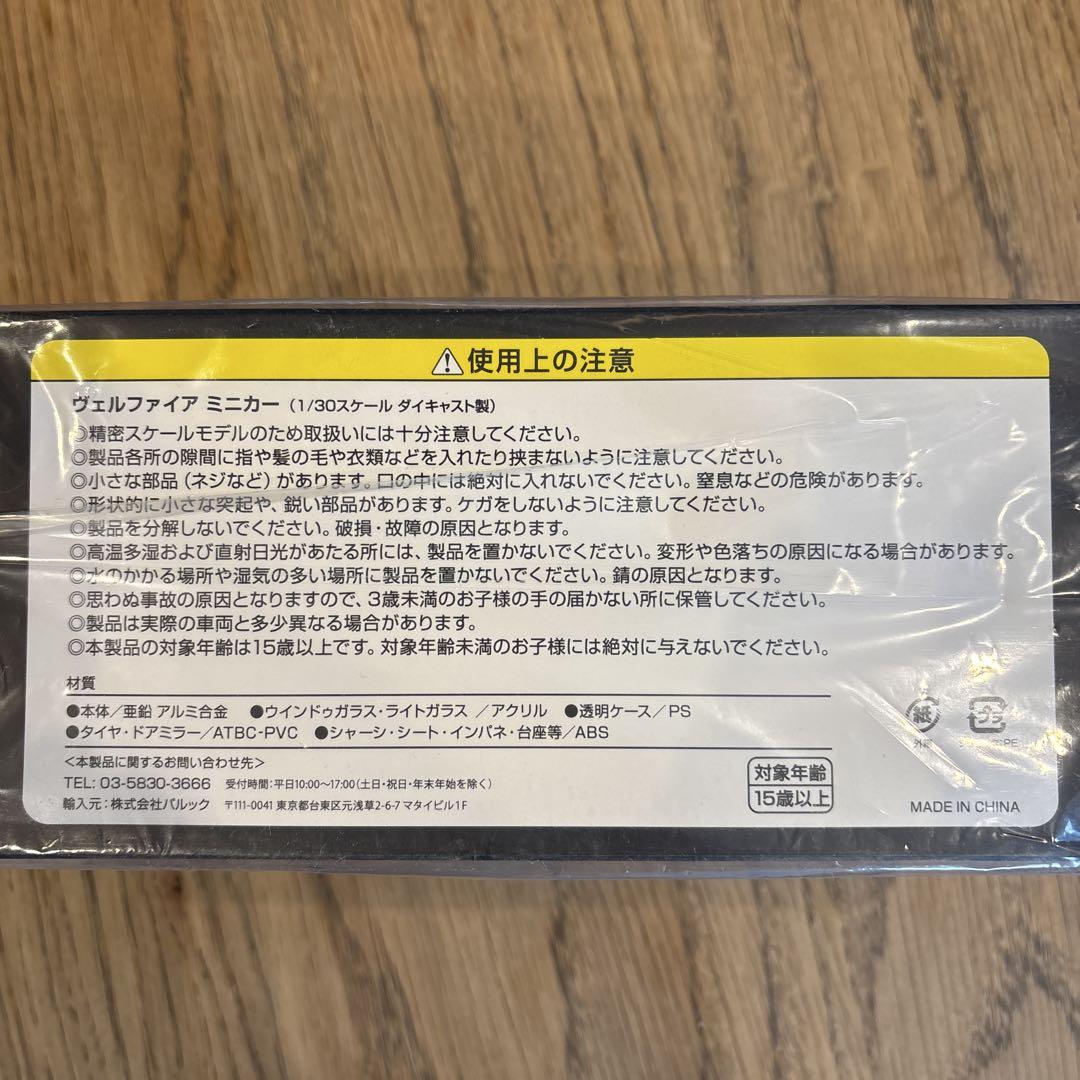 使用上の注意
ヴェルファイア ミニカー (1/30スケール ダイキャスト製)
◎精密スケールモデルのため取扱いには十分注意してください。
◎製品各所の隙間に指や髪の毛や衣類などを入れたり挟まないように注意してください。
◎小さな部品(ネジなど)があります。口の中には絶対に入れないでください。窒息などの危険があります。
◎形状的に小さな突起や、鋭い部品があります。ケガをしないように注意してください。
◎製品を分解しないでください。破損・故障の原因となります。
◎高温多湿および直射日光があたる所には、製品を置かないでください。変形や色落ちの原因になる場合があります。
◎水のかかる場所や湿気の多い場所に製品を置かないでください。錆の原因となります。
◎思わぬ事故の原因となりますので、3歳未満のお子様の手の届かない所に保管してください。
◎製品は実際の車両と多少異なる場合があります。
◎本製品の対象年齢は15歳以上です。対象年齢未満のお子様には絶対に与えないでください。
材質
●本体/亜鉛 アルミ合金 ●ウインドゥガラス・ライトガラス /アクリル ●透明ケース/PS
●タイヤ・ドアミラー/ATBC-PVC ●シャーシ・シート・インパネ・台座等/ABS
<本製品に関するお問い合わせ先>
TEL: 03-5830-3666 受付時間:平日10:00〜17:00(土日・祝日・年末年始を除く)
輸入元:株式会社バルック 〒111-0041 東京都台東区元浅草2-6-7 マタイビル1F
紙
プラ
外箱
PE
対象年齢
15歳以上
MADE IN CHINA